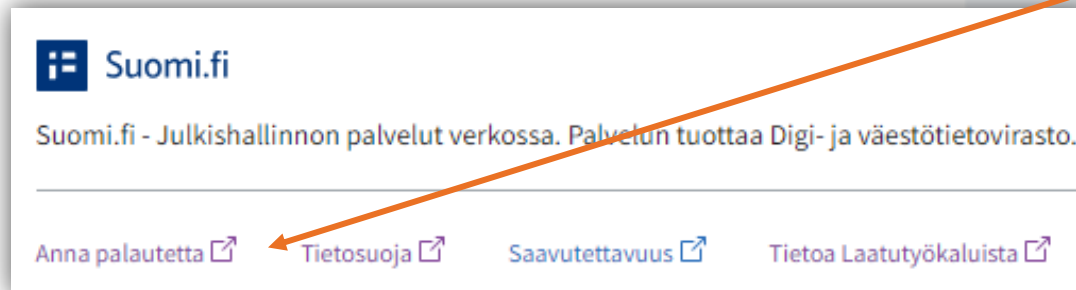 Suomi.fi
Suomi.fi - Julkishallinnon palvelut verkossa. Palvelun tuottaa Digi- ja väestötietovirasto.
Anna palautetta Tietosuoja Saavutettavuus Tietoa Laatutyökaluista